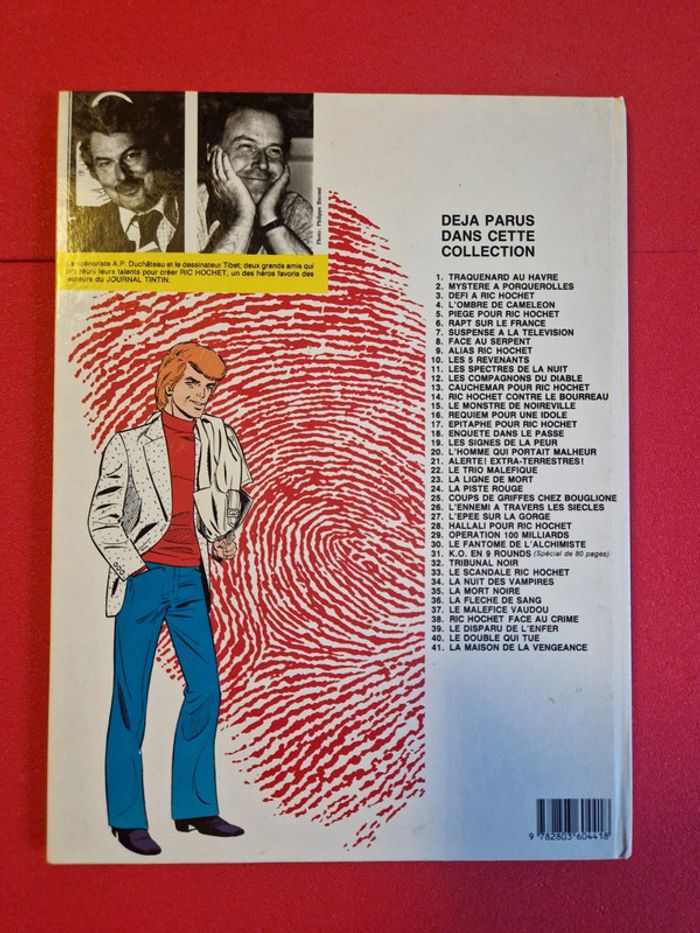 Photo: Philippe Biermé
Le scénariste A.P. Duchâteau et le dessinateur Tibet; deux grands amis qui
ont réuni leurs talents pour créer RIC HOCHET, un des héros favoris des
lecteurs du JOURNAL TINTIN.
DEJA PARUS
DANS CETTE
COLLECTION
1. TRAQUENARD AU HAVRE
2. MYSTERE A PORQUEROLLES
3. DEFI A RIC HOCHET
4. L'OMBRE DE CAMELEON
5. PIEGE POUR RIC HOCHET
6. RAPT SUR LE FRANCE
7. SUSPENSE A LA TELEVISION
8. FACE AU SERPENT
9. ALIAS RIC HOCHET
10. LES 5 REVENANTS
11. LES SPECTRES DE LA NUIT
12. LES COMPAGNONS DU DIABLE
13. CAUCHEMAR POUR RIC HOCHET
14. RIC HOCHET CONTRE LE BOURREAU
15. LE MONSTRE DE NOIREVILLE
16. REQUIEM POUR UNE IDOLE
17. EPITAPHE POUR RIC HOCHET
18. ENQUETE DANS LE PASSE
19. LES SIGNES DE LA PEUR
20. L'HOMME QUI PORTAIT MALHEUR
21. ALERTE! EXTRA-TERRESTRES!
22. LE TRIO MALEFIQUE
23. LA LIGNE DE MORT
24. LA PISTE ROUGE
25. COUPS DE GRIFFES CHEZ BOUGLIONE
26. L'ENNEMI A TRAVERS LES SIECLES
27. L'EPEE SUR LA GORGE
28. HALLALI POUR RIC HOCHET
29. OPERATION 100 MILLIARDS
30. LE FANTOME DE L'ALCHIMISTE
31. K.O. EN 9 ROUNDS (Spécial de 80 pages)
32. TRIBUNAL NOIR
33. LE SCANDALE RIC HOCHET
34. LA NUIT DES VAMPIRES
35. LA MORT NOIRE
36. LA FLECHE DE SANG
37. LE MALEFICE VAUDOU
38. RIC HOCHET FACE AU CRIME
39. LE DISPARU DE L'ENFER
40. LE DOUBLE QUI TUE
41. LA MAISON DE LA VENGEANCE
9 782803 604418